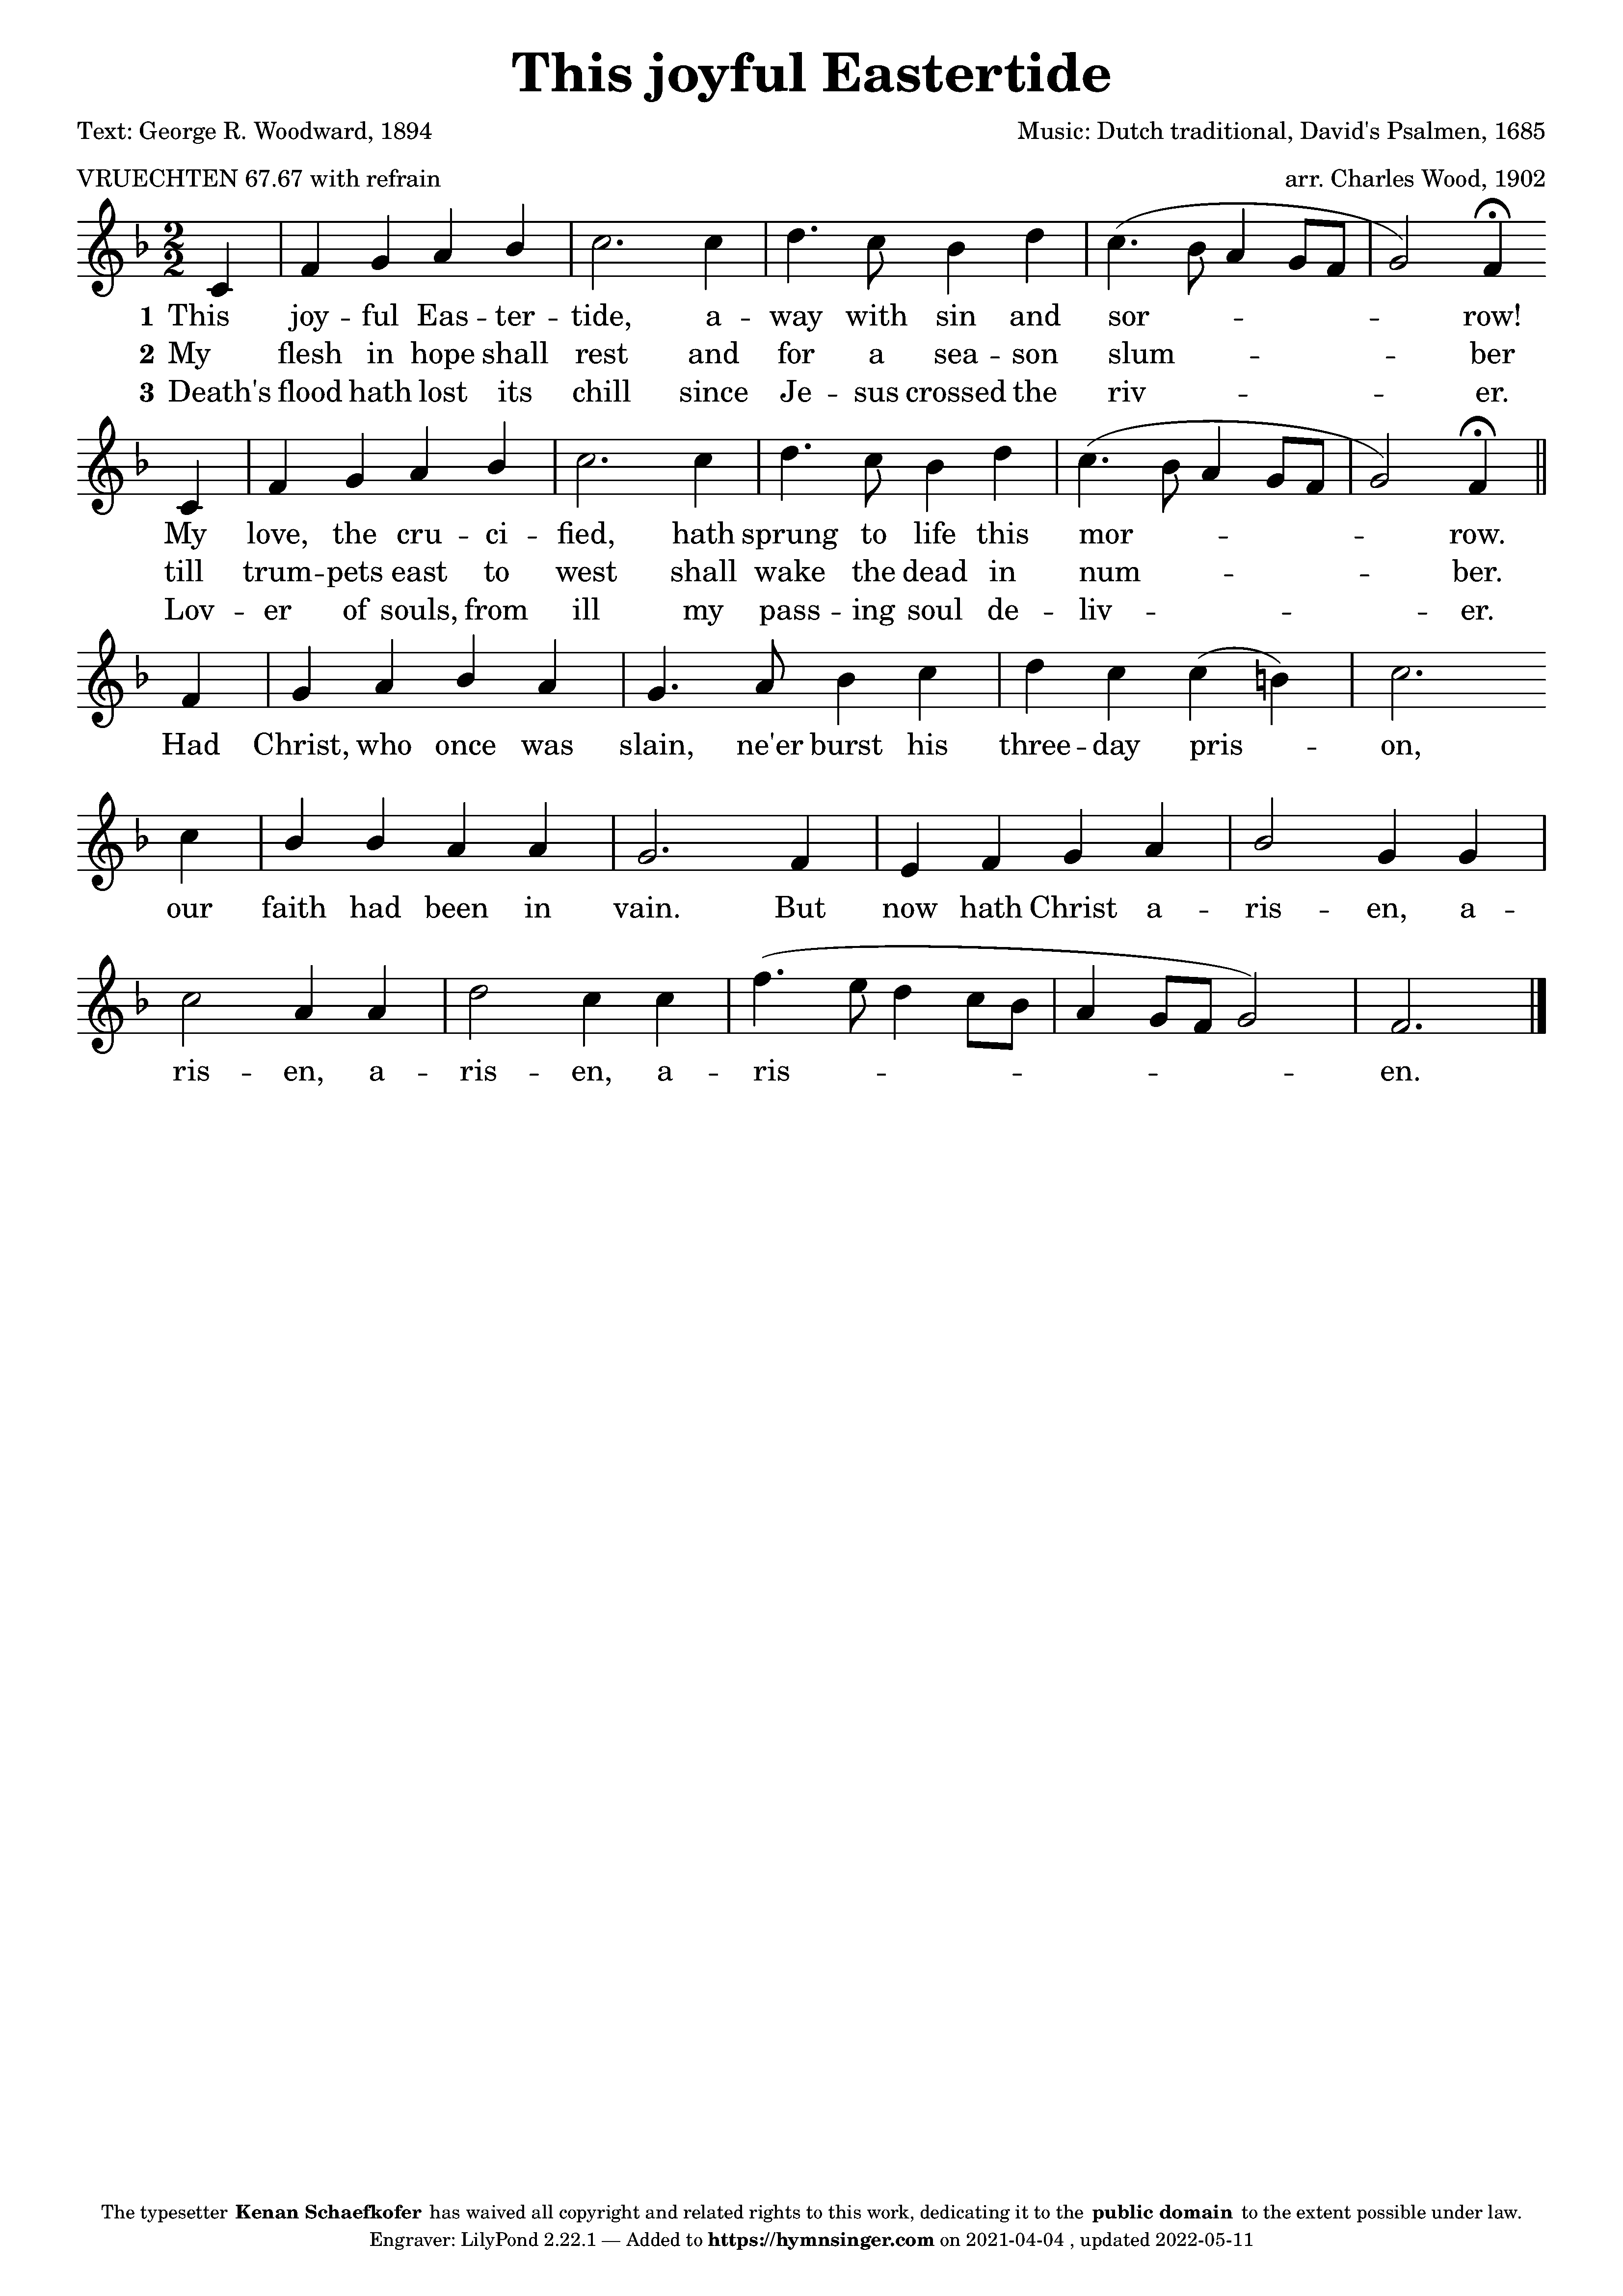 This joyful Eastertide
Text: George R. Woodward, 1894
Music: Dutch traditional, David's Psalmen, 1685
VRUECHTEN 67.67 with refrain
arr. Charles Wood, 1902
1 This joy - ful Eas - ter - tide, a - way with sin and sor - - - - row!
2 My flesh in hope shall rest and for a sea - son slum - - - - ber
3 Death's flood hath lost its chill since Je - sus crossed the riv - - - - er.
My love, the cru - ci - fied, hath sprung to life this mor - - - - row.
till trum - pets east to west shall wake the dead in num - - - - ber.
Lov - er of souls, from ill my pass - ing soul de - liv - - - - - er.
Had Christ, who once was slain, ne'er burst his three - day pris - - on,
our faith had been in vain. But now hath Christ a - ris - en, a -
ris - en, a - ris - en, a - ris - - - - - - - en.
The typesetter Kenan Schaefkofer has waived all copyright and related rights to this work, dedicating it to the public domain to the extent possible under law.
Engraver: LilyPond 2.22.1 — Added to https://hymnsinger.com on 2021-04-04 , updated 2022-05-11